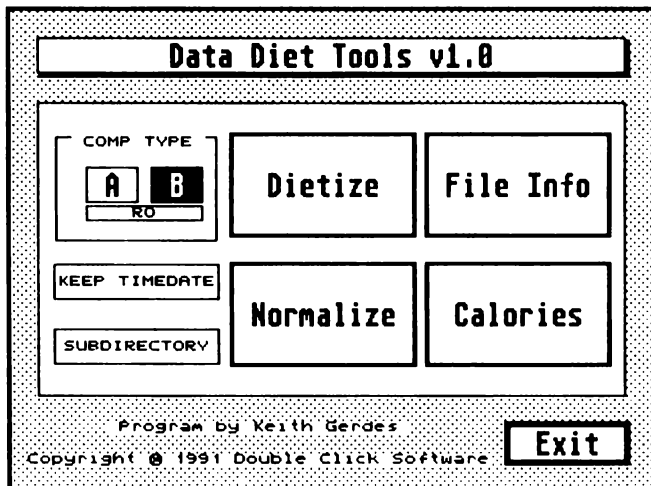 Data Diet Tools v1.0
COMP TYPE
A B
RO
Dietize
File Info
KEEP TIMEDATE
SUBDIRECTORY
Normalize
Calories
Program by Keith Gerdes
Copyright © 1991 Double Click Software
Exit